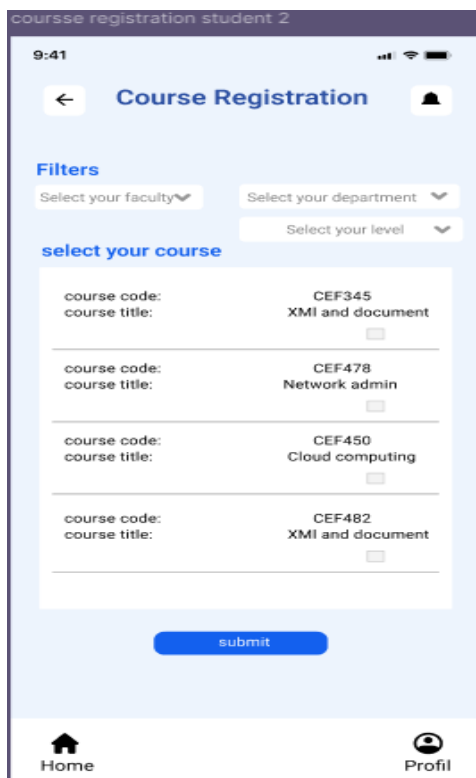 coursse registration student 2
9:41
Course Registration
Filters
Select your faculty
Select your department
Select your level
select your course
course code: CEF345
course title: XMl and document
course code: CEF478
course title: Network admin
course code: CEF450
course title: Cloud computing
course code: CEF482
course title: XMl and document
submit
Home
Profil